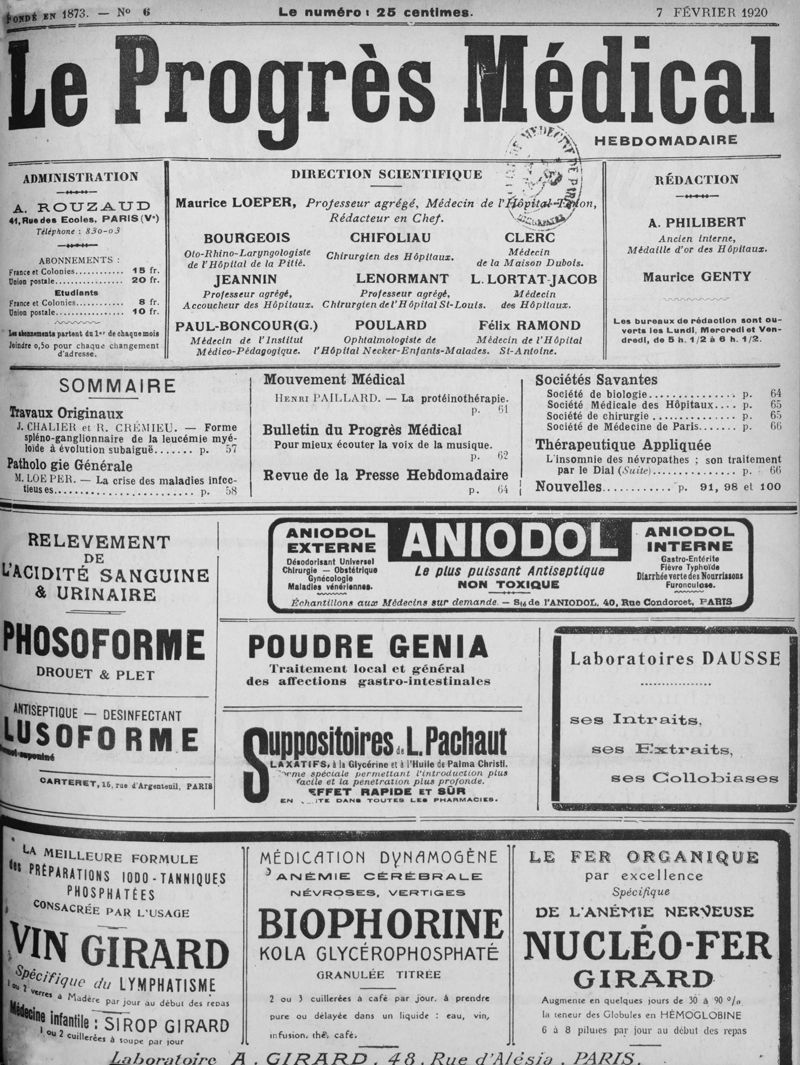 FONDÉ EN 1873. — No 6
Le numéro : 25 centimes.
7 FÉVRIER 1920
Le Progrès Médical
HEBDOMADAIRE
ADMINISTRATION
A. ROUZAUD
41, Rue des Ecoles, PARIS (Ve)
Téléphone : 830-03
ABONNEMENTS :
France et Colonies............ 15 fr.
Union postale................ 20 fr.
Etudiants
France et Colonies............ 8 fr.
Union postale................ 10 fr.
Les abonnements partent du 1er de chaque mois
Joindre 0,50 pour chaque changement
d'adresse.
DIRECTION SCIENTIFIQUE
Maurice LOEPER, Professeur agrégé, Médecin de l'Hôpital Tenon,
Rédacteur en Chef.
BOURGEOIS
Oto-Rhino-Laryngologiste
de l'Hôpital de la Pitié.
CHIFOLIAU
Chirurgien des Hôpitaux.
CLERC
Médecin
de la Maison Dubois.
JEANNIN
Professeur agrégé,
Accoucheur des Hôpitaux.
LENORMANT
Professeur agrégé,
Chirurgien de l'Hôpital St-Louis.
L. LORTAT-JACOB
Médecin
des Hôpitaux.
PAUL-BONCOUR (G.)
Médecin de l'Institut
Médico-Pédagogique.
POULARD
Ophtalmologiste de
l'Hôpital Necker-Enfants-Malades.
Félix RAMOND
Médecin de l'Hôpital
St-Antoine.
RÉDACTION
A. PHILIBERT
Ancien interne,
Médaille d'or des Hôpitaux.
Maurice GENTY
Les bureaux de rédaction sont ou-
verts les Lundi, Mercredi et Ven-
dredi, de 5 h. 1/2 à 6 h. 1/2.
SOMMAIRE
Travaux Originaux
J. CHALIER et R. CRÉMIEU. — Forme
spléno-ganglionnaire de la leucémie myé-
loïde à évolution subaiguë....... p. 57
Patholo gie Générale
M. LOEPER. — La crise des maladies infec-
tieuses........................ p. 58
Mouvement Médical
HENRI PAILLARD. — La protéinothérapie.
p. 61
Bulletin du Progrès Médical
Pour mieux écouter la voix de la musique.
p. 62
Revue de la Presse Hebdomadaire
p. 64
Sociétés Savantes
Société de biologie............... p. 64
Société Médicale des Hôpitaux.... p. 65
Société de chirurgie............... p. 65
Société de Médecine de Paris...... p. 66
Thérapeutique Appliquée
L'insomnie des névropathes ; son traitement
par le Dial (Suite)............... p. 66
Nouvelles........... p. 91, 98 et 100
RELEVEMENT
DE
L'ACIDITÉ SANGUINE
& URINAIRE
PHOSOFORME
DROUET & PLET
ANTISEPTIQUE — DESINFECTANT
LUSOFORME
CARTERET, 15, rue d'Argenteuil, PARIS
ANIODOL
EXTERNE
Désodorisant Universel
Chirurgie — Obstétrique
Gynécologie
Maladies vénériennes.
ANIODOL
Le plus puissant Antiseptique
NON TOXIQUE
ANIODOL
INTERNE
Gastro-Entérite
Fièvre Typhoïde
Diarrhée verte des Nourrissons
Furonculose.
Échantillons aux Médecins sur demande. — Sté de l'ANIODOL, 40, Rue Condorcet, PARIS
POUDRE GENIA
Traitement local et général
des affections gastro-intestinales
Suppositoires de L. Pachaut
LAXATIFS, à la Glycérine et à l'Huile de Palma Christi.
forme spéciale permettant l'introduction plus
facile et la pénétration plus profonde.
EFFET RAPIDE ET SÛR
EN VENTE DANS TOUTES LES PHARMACIES.
Laboratoires DAUSSE
ses Intraits,
ses Extraits,
ses Collobiases
LA MEILLEURE FORMULE
des PRÉPARATIONS IODO-TANNIQUES
PHOSPHATÉES
CONSACRÉE PAR L'USAGE
VIN GIRARD
Spécifique du LYMPHATISME
1 ou 2 verres à Madère par jour au début des repas
Médecine infantile : SIROP GIRARD
1 ou 2 cuillerées à soupe par jour
MÉDICATION DYNAMOGÈNE
ANÉMIE CÉRÉBRALE
NÉVROSES, VERTIGES
BIOPHORINE
KOLA GLYCÉROPHOSPHATÉ
GRANULÉE TITRÉE
2 ou 3 cuillerées à café par jour, à prendre
pure ou délayée dans un liquide : eau, vin,
infusion, thé, café.
LE FER ORGANIQUE
par excellence
Spécifique
DE L'ANÉMIE NERVEUSE
NUCLÉO-FER
GIRARD
Augmente en quelques jours de 30 à 90 %
la teneur des Globules en HÉMOGLOBINE
6 à 8 pilules par jour au début des repas
Laboratoire A. GIRARD, 48, Rue d'Alésia, PARIS.